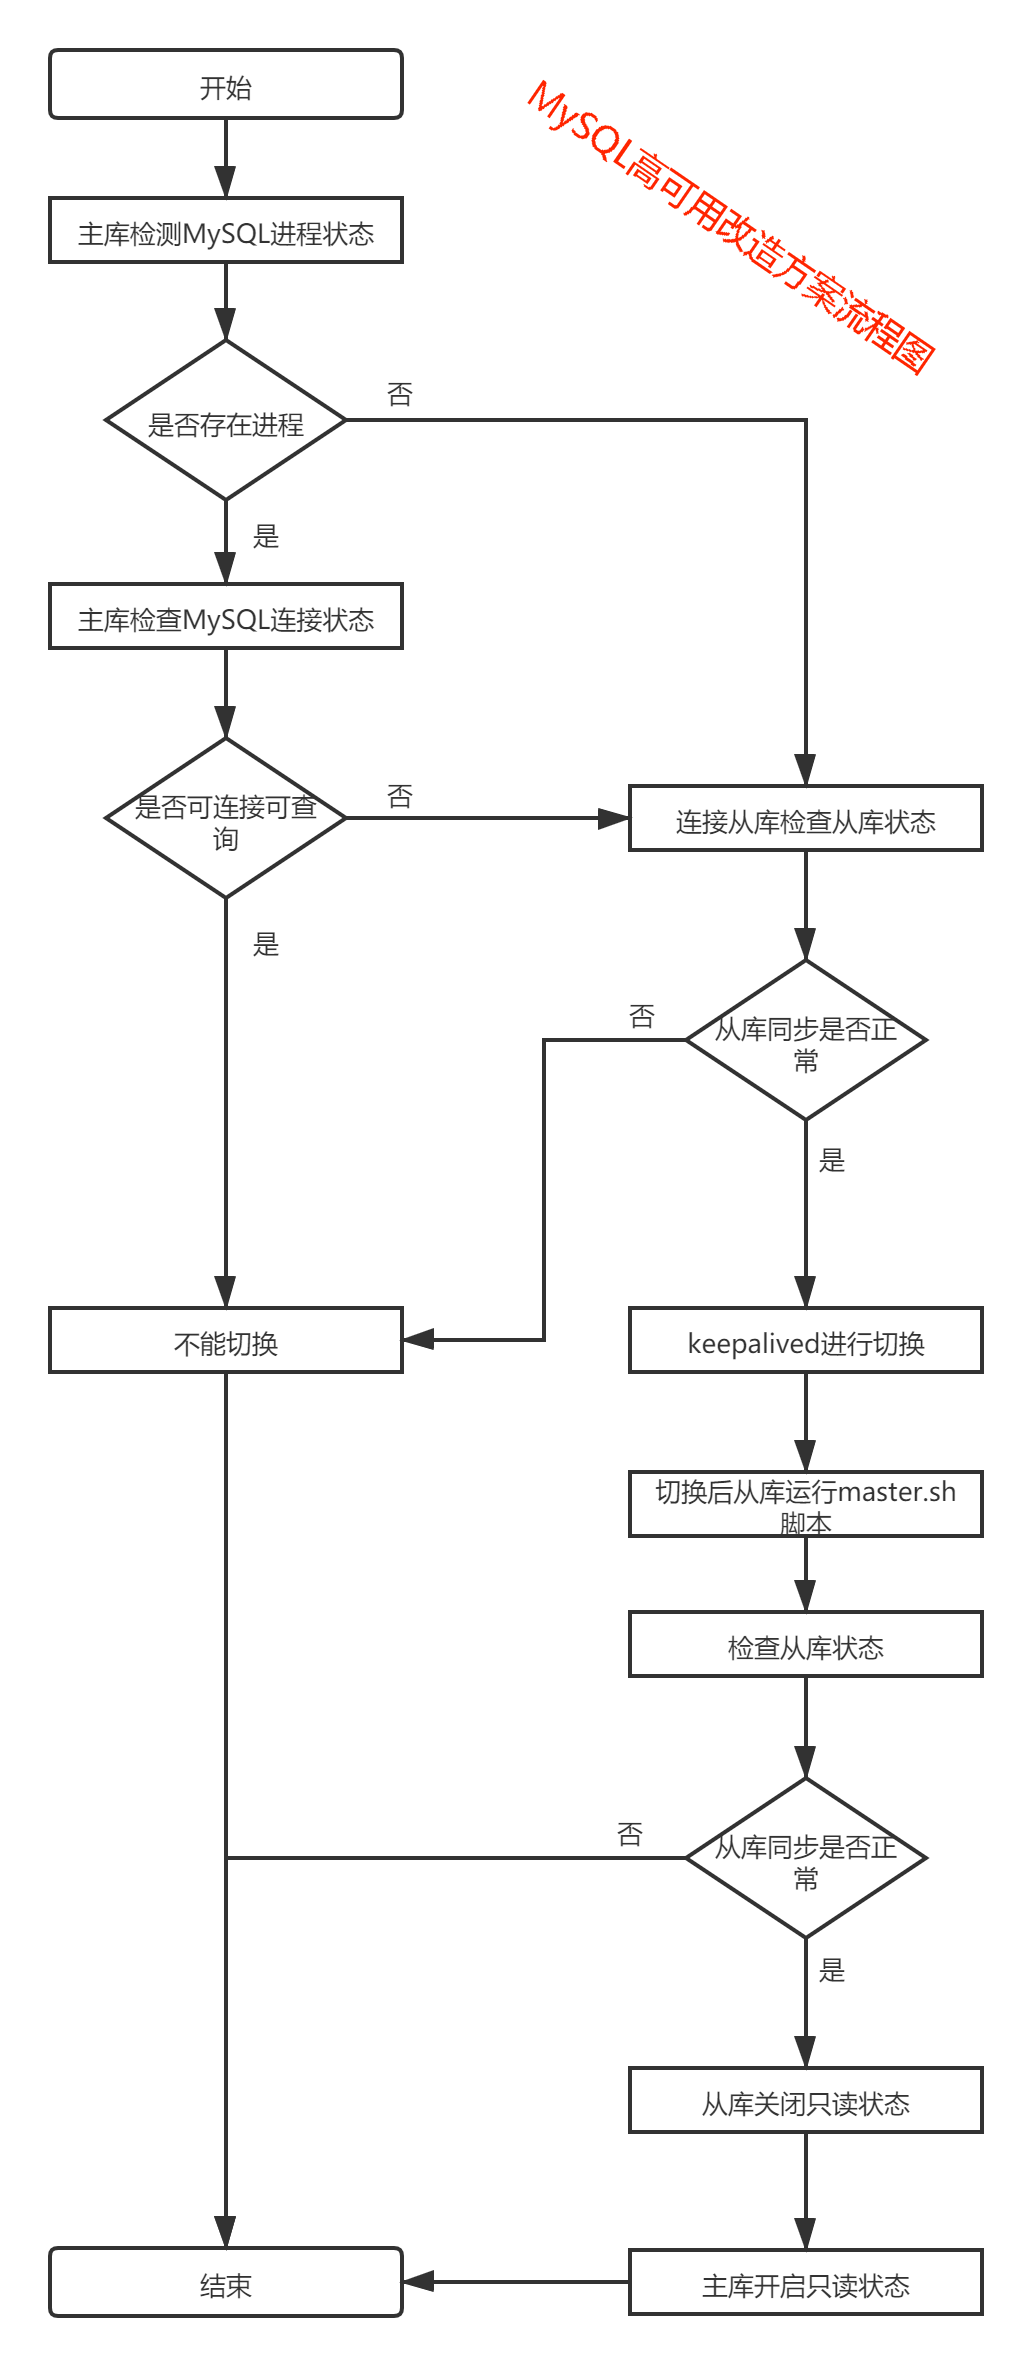 开始
MySQL高可用改造方案流程图
主库检测MySQL进程状态
否
是否存在进程
是
主库检查MySQL连接状态
否
是否可连接可查
询
连接从库检查从库状态
是
否
从库同步是否正
常
是
不能切换
keepalived进行切换
切换后从库运行master.sh
脚本
检查从库状态
否
从库同步是否正
常
是
从库关闭只读状态
结束
主库开启只读状态